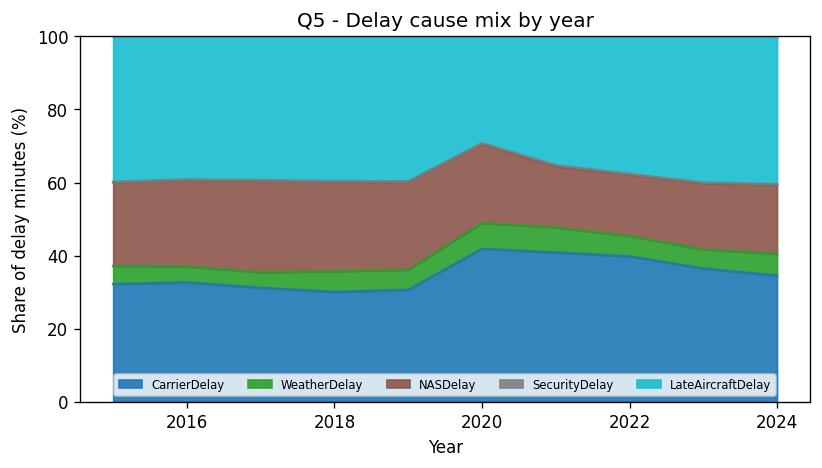 Q5 - Delay cause mix by year
Share of delay minutes (%)
100
80
60
40
20
0
CarrierDelay WeatherDelay NASDelay SecurityDelay LateAircraftDelay
2016 2018 2020 2022 2024
Year